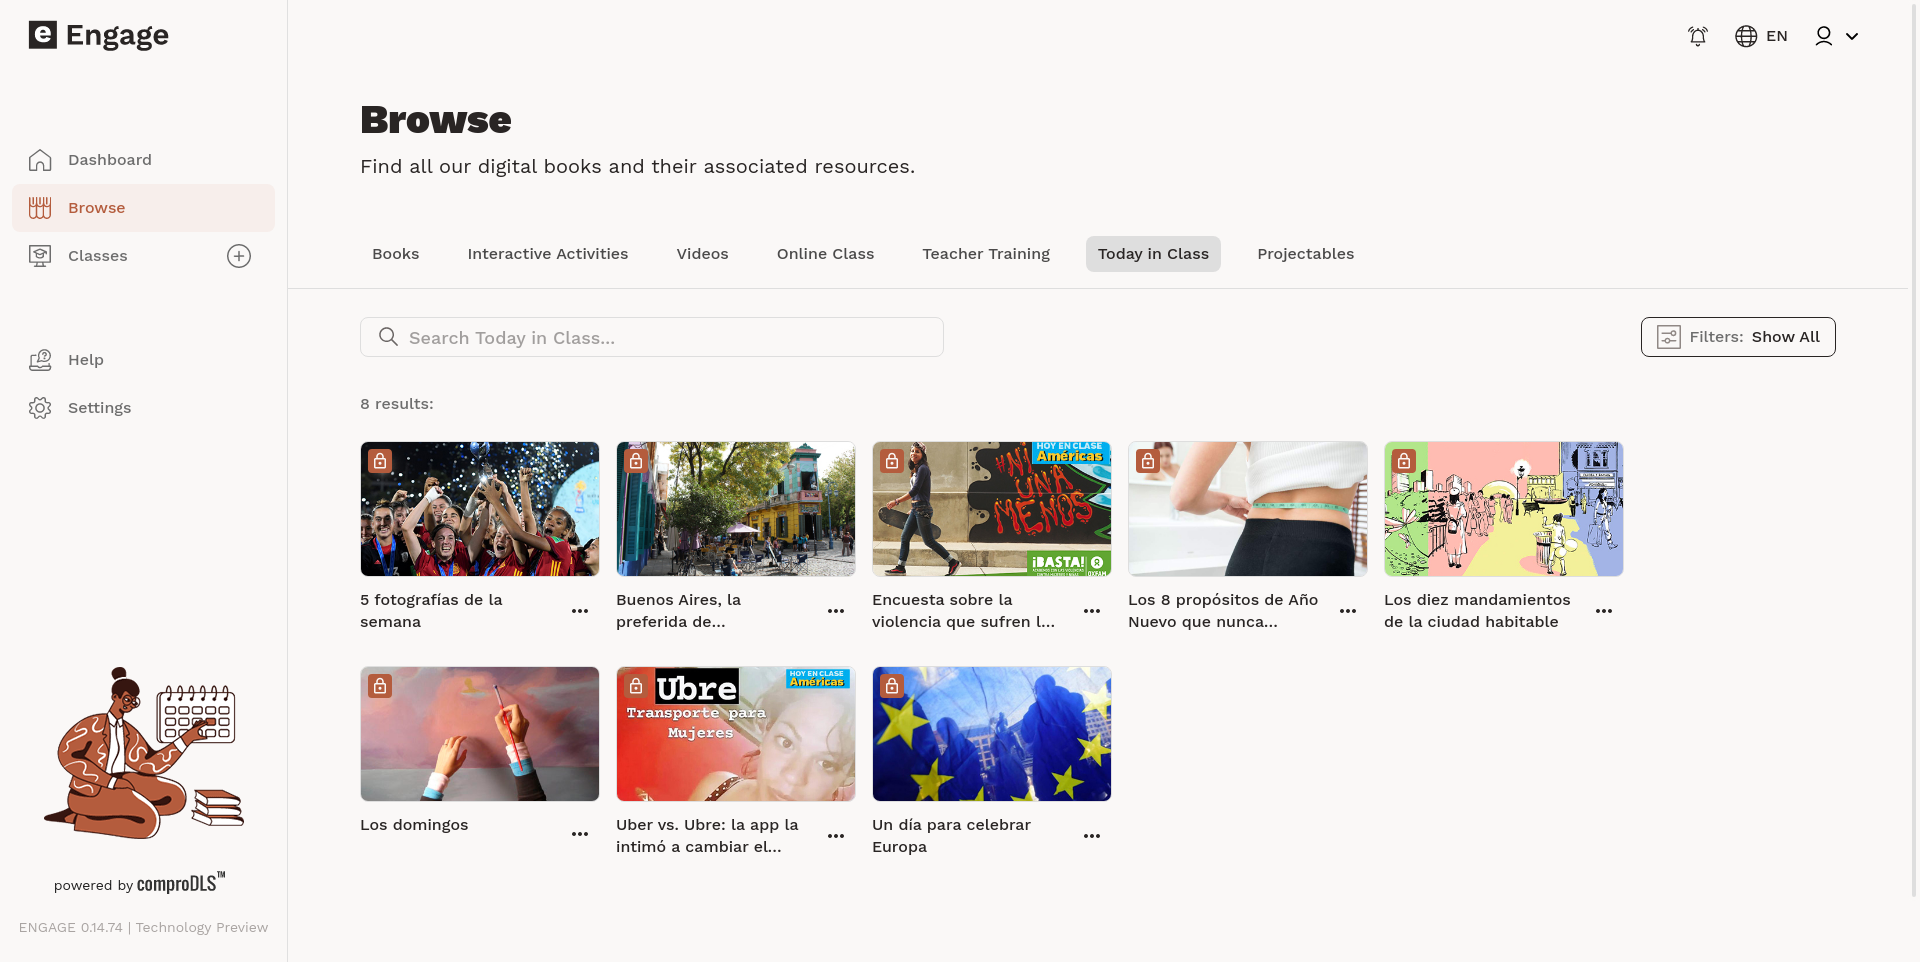 e Engage
EN
Dashboard
Browse
Classes
Help
Settings
powered by comproDLS™
ENGAGE 0.14.74 | Technology Preview
Browse
Find all our digital books and their associated resources.
Books
Interactive Activities
Videos
Online Class
Teacher Training
Today in Class
Projectables
Search Today in Class...
Filters: Show All
8 results:
HOY EN CLASE
Américas
#NI
UNA
MENOS
¡BASTA!
OXFAM
5 fotografías de la
semana
Buenos Aires, la
preferida de...
Encuesta sobre la
violencia que sufren l...
Los 8 propósitos de Año
Nuevo que nunca...
Los diez mandamientos
de la ciudad habitable
Ubre
Transporte para
Mujeres
HOY EN CLASE
Américas
Los domingos
Uber vs. Ubre: la app la
intimó a cambiar el...
Un día para celebrar
Europa